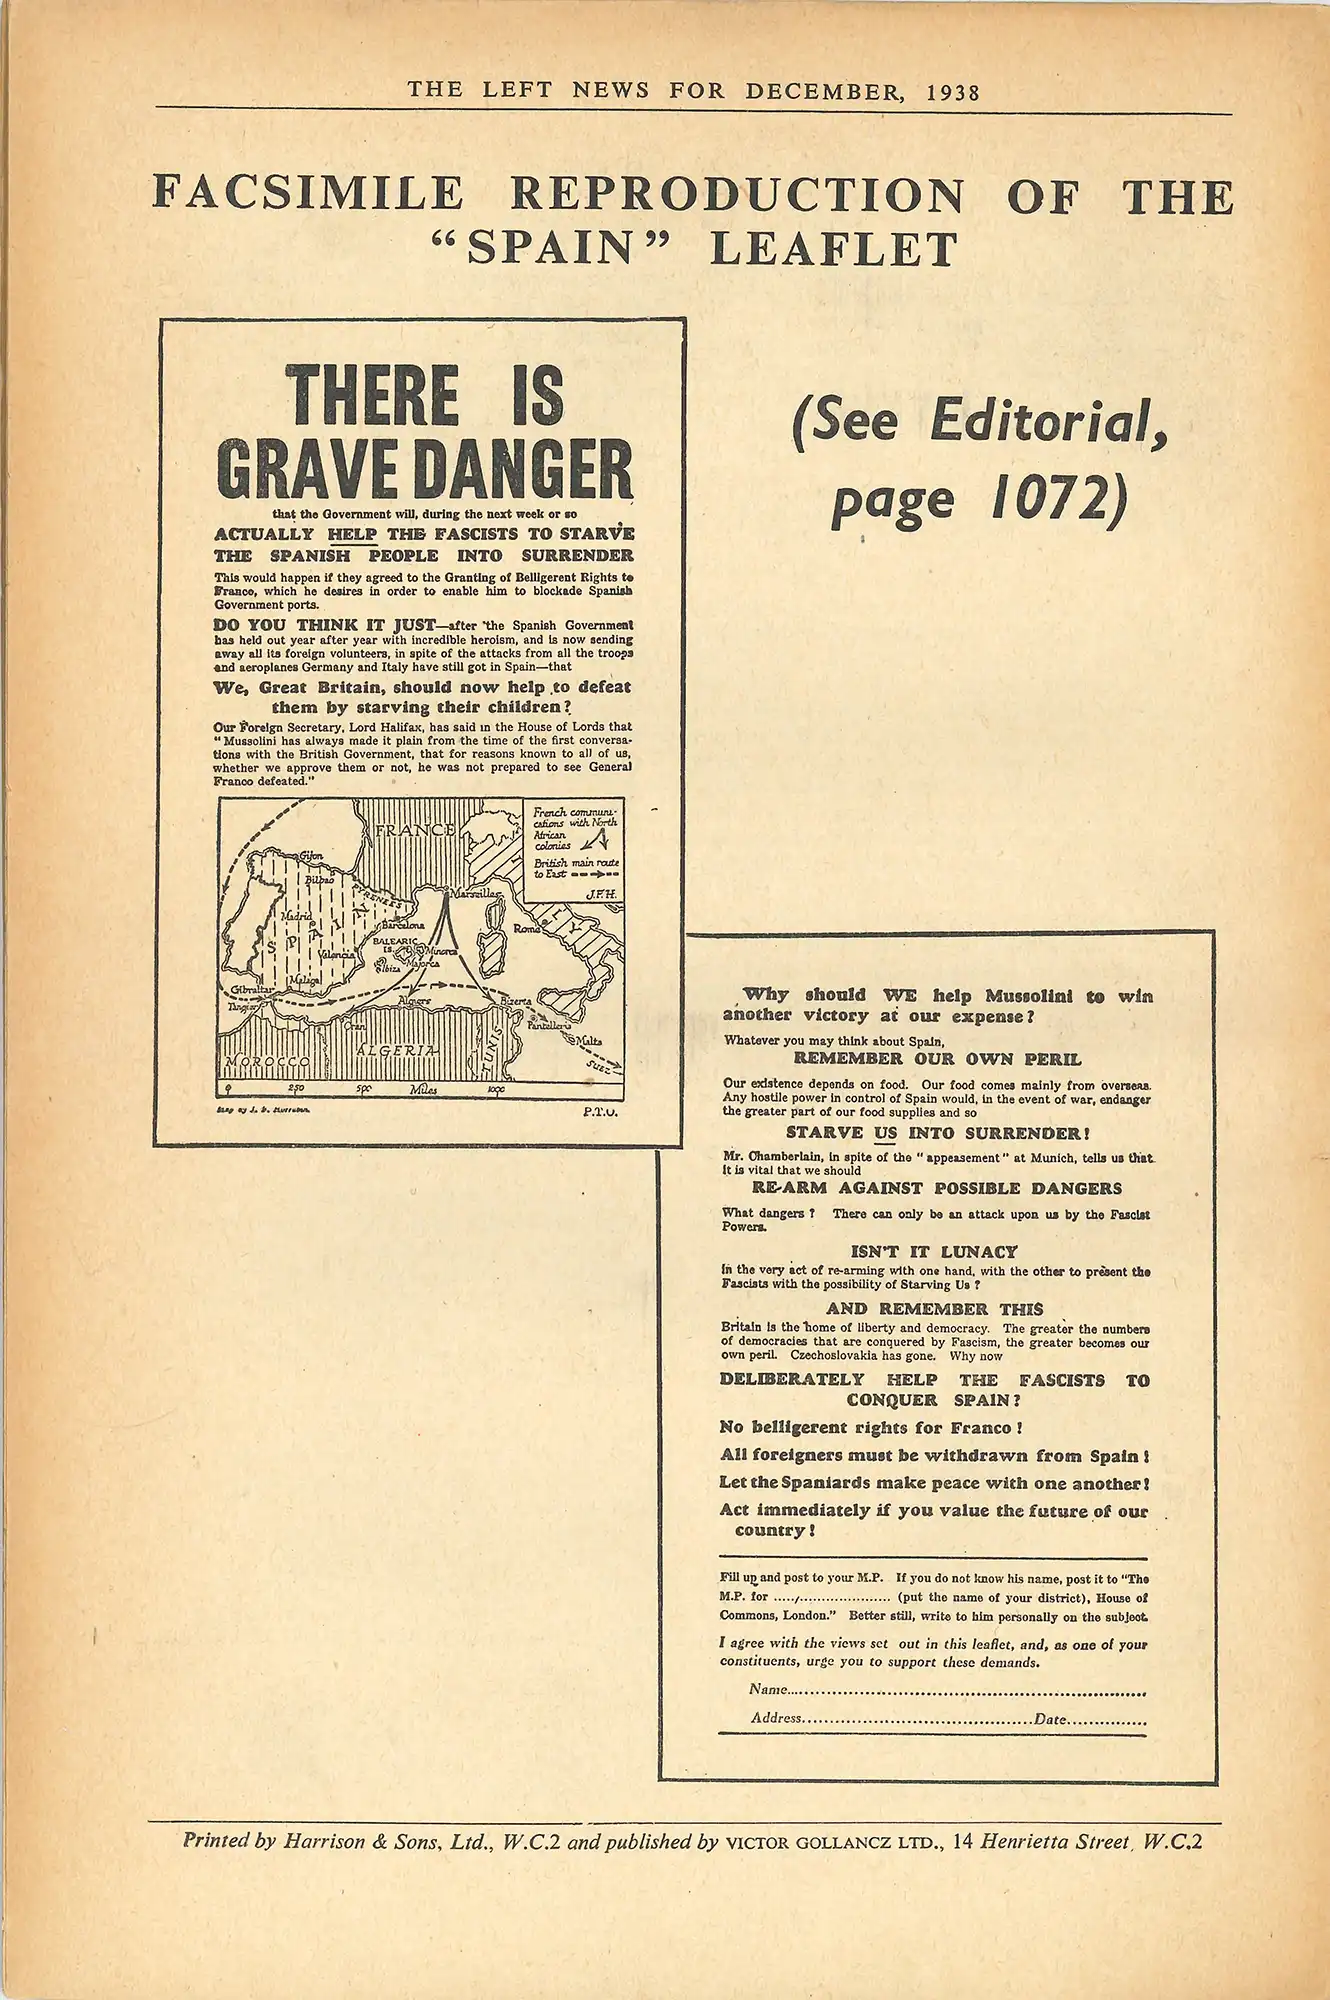 THE LEFT NEWS FOR DECEMBER, 1938
FACSIMILE REPRODUCTION OF THE
“SPAIN” LEAFLET
THERE IS
GRAVE DANGER
that the Government will, during the next week or so
ACTUALLY HELP THE FASCISTS TO STARVE
THE SPANISH PEOPLE INTO SURRENDER
This would happen if they agreed to the Granting of Belligerent Rights to
Franco, which he desires in order to enable him to blockade Spanish
Government ports.
DO YOU THINK IT JUST—after the Spanish Government
has held out year after year with incredible heroism, and is now sending
away all its foreign volunteers, in spite of the attacks from all the troops
and aeroplanes Germany and Italy have still got in Spain—that
We, Great Britain, should now help to defeat
them by starving their children?
Our Foreign Secretary, Lord Halifax, has said in the House of Lords that
“Mussolini has always made it plain from the time of the first conversa-
tions with the British Government, that for reasons known to all of us,
whether we approve them or not, he was not prepared to see General
Franco defeated.”
French communi-
cations with North
African
colonies
British main route
to East
J.F.H.
FRANCE
Gijon
Bilbao
PYRENEES
Marseilles
Madrid
Barcelona
SPAIN
ITALY
Rome
BALEARIC
IS.
Minorca
Valencia
Ibiza
Majorca
Malaga
Gibraltar
Tangier
Algiers
Bizerta
Oran
Pantelleria
Malta
MOROCCO
ALGERIA
TUNIS
SUEZ
0 250 500 Miles 1000
Map by J. F. Horrabin.
P.T.O.
(See Editorial,
page 1072)
Why should WE help Mussolini to win
another victory at our expense?
Whatever you may think about Spain,
REMEMBER OUR OWN PERIL
Our existence depends on food. Our food comes mainly from overseas.
Any hostile power in control of Spain would, in the event of war, endanger
the greater part of our food supplies and so
STARVE US INTO SURRENDER!
Mr. Chamberlain, in spite of the “appeasement” at Munich, tells us that
it is vital that we should
RE-ARM AGAINST POSSIBLE DANGERS
What dangers? There can only be an attack upon us by the Fascist
Powers.
ISN'T IT LUNACY
in the very act of re-arming with one hand, with the other to present the
Fascists with the possibility of Starving Us?
AND REMEMBER THIS
Britain is the home of liberty and democracy. The greater the numbers
of democracies that are conquered by Fascism, the greater becomes our
own peril. Czechoslovakia has gone. Why now
DELIBERATELY HELP THE FASCISTS TO
CONQUER SPAIN?
No belligerent rights for Franco!
All foreigners must be withdrawn from Spain!
Let the Spaniards make peace with one another!
Act immediately if you value the future of our
country!
Fill up and post to your M.P. If you do not know his name, post it to “The
M.P. for ........................... (put the name of your district), House of
Commons, London.” Better still, write to him personally on the subject.
I agree with the views set out in this leaflet, and, as one of your
constituents, urge you to support these demands.
Name................................................................
Address..........................................Date...............
Printed by Harrison & Sons, Ltd., W.C.2 and published by VICTOR GOLLANCZ LTD., 14 Henrietta Street, W.C.2